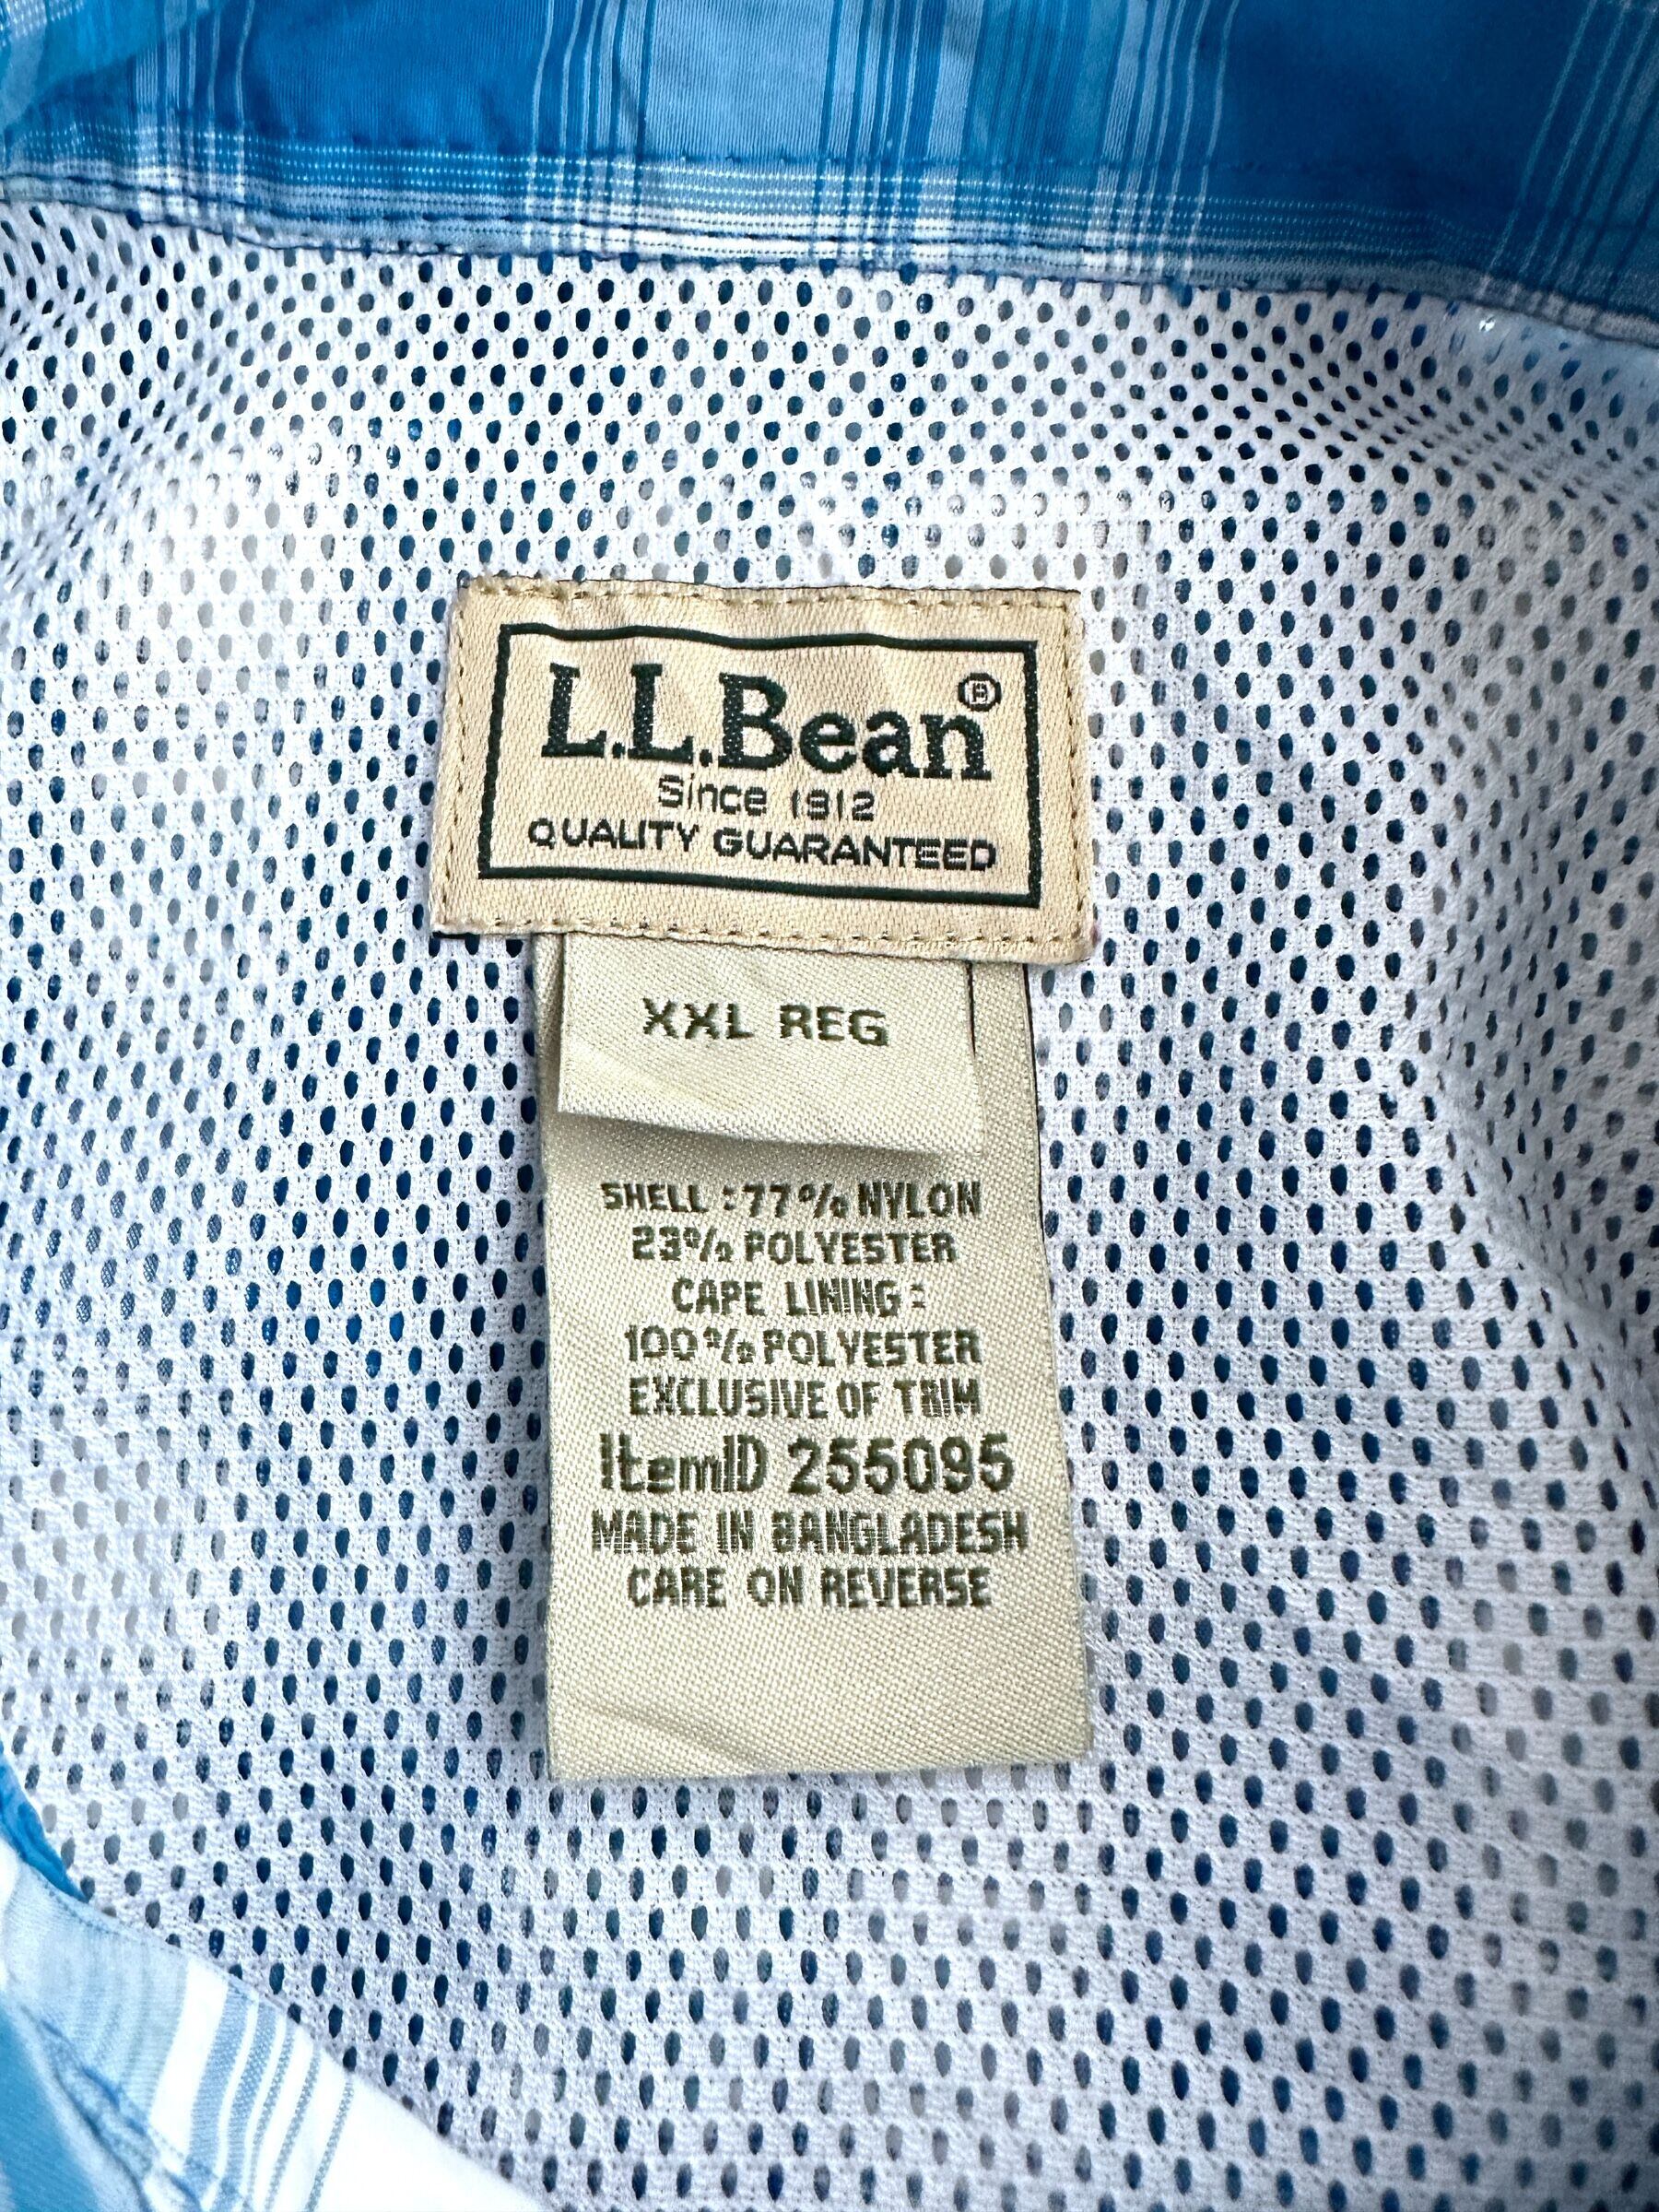 L.L.Bean®
Since 1912
QUALITY GUARANTEED
XXL REG
SHELL : 77% NYLON
23% POLYESTER
CAPE LINING :
100% POLYESTER
EXCLUSIVE OF TRIM
ItemID 255095
MADE IN BANGLADESH
CARE ON REVERSE